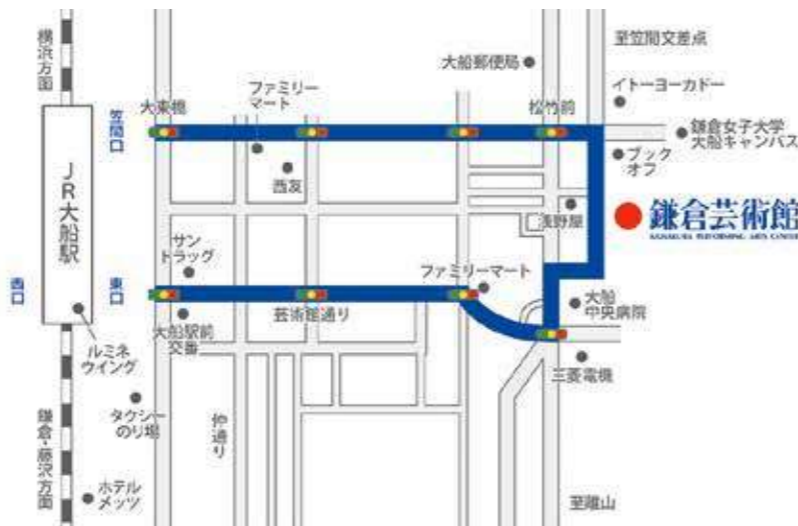 横浜方面
笠間口
大東橋
ファミリー
マート
大船郵便局
松竹前
至笠間交差点
イトーヨーカドー
鎌倉女子大学
大船キャンパス
ブック
オフ
西友
浅野屋
鎌倉芸術館
KAMAKURA PERFORMING ARTS CENTER
JR大船駅
西口
東口
サン
トラッグ
ファミリーマート
大船
中央病院
芸術館通り
大船駅前
交番
ルミネ
ウイング
三菱電機
タクシー
のり場
仲通り
鎌倉・藤沢方面
ホテル
メッツ
至離山